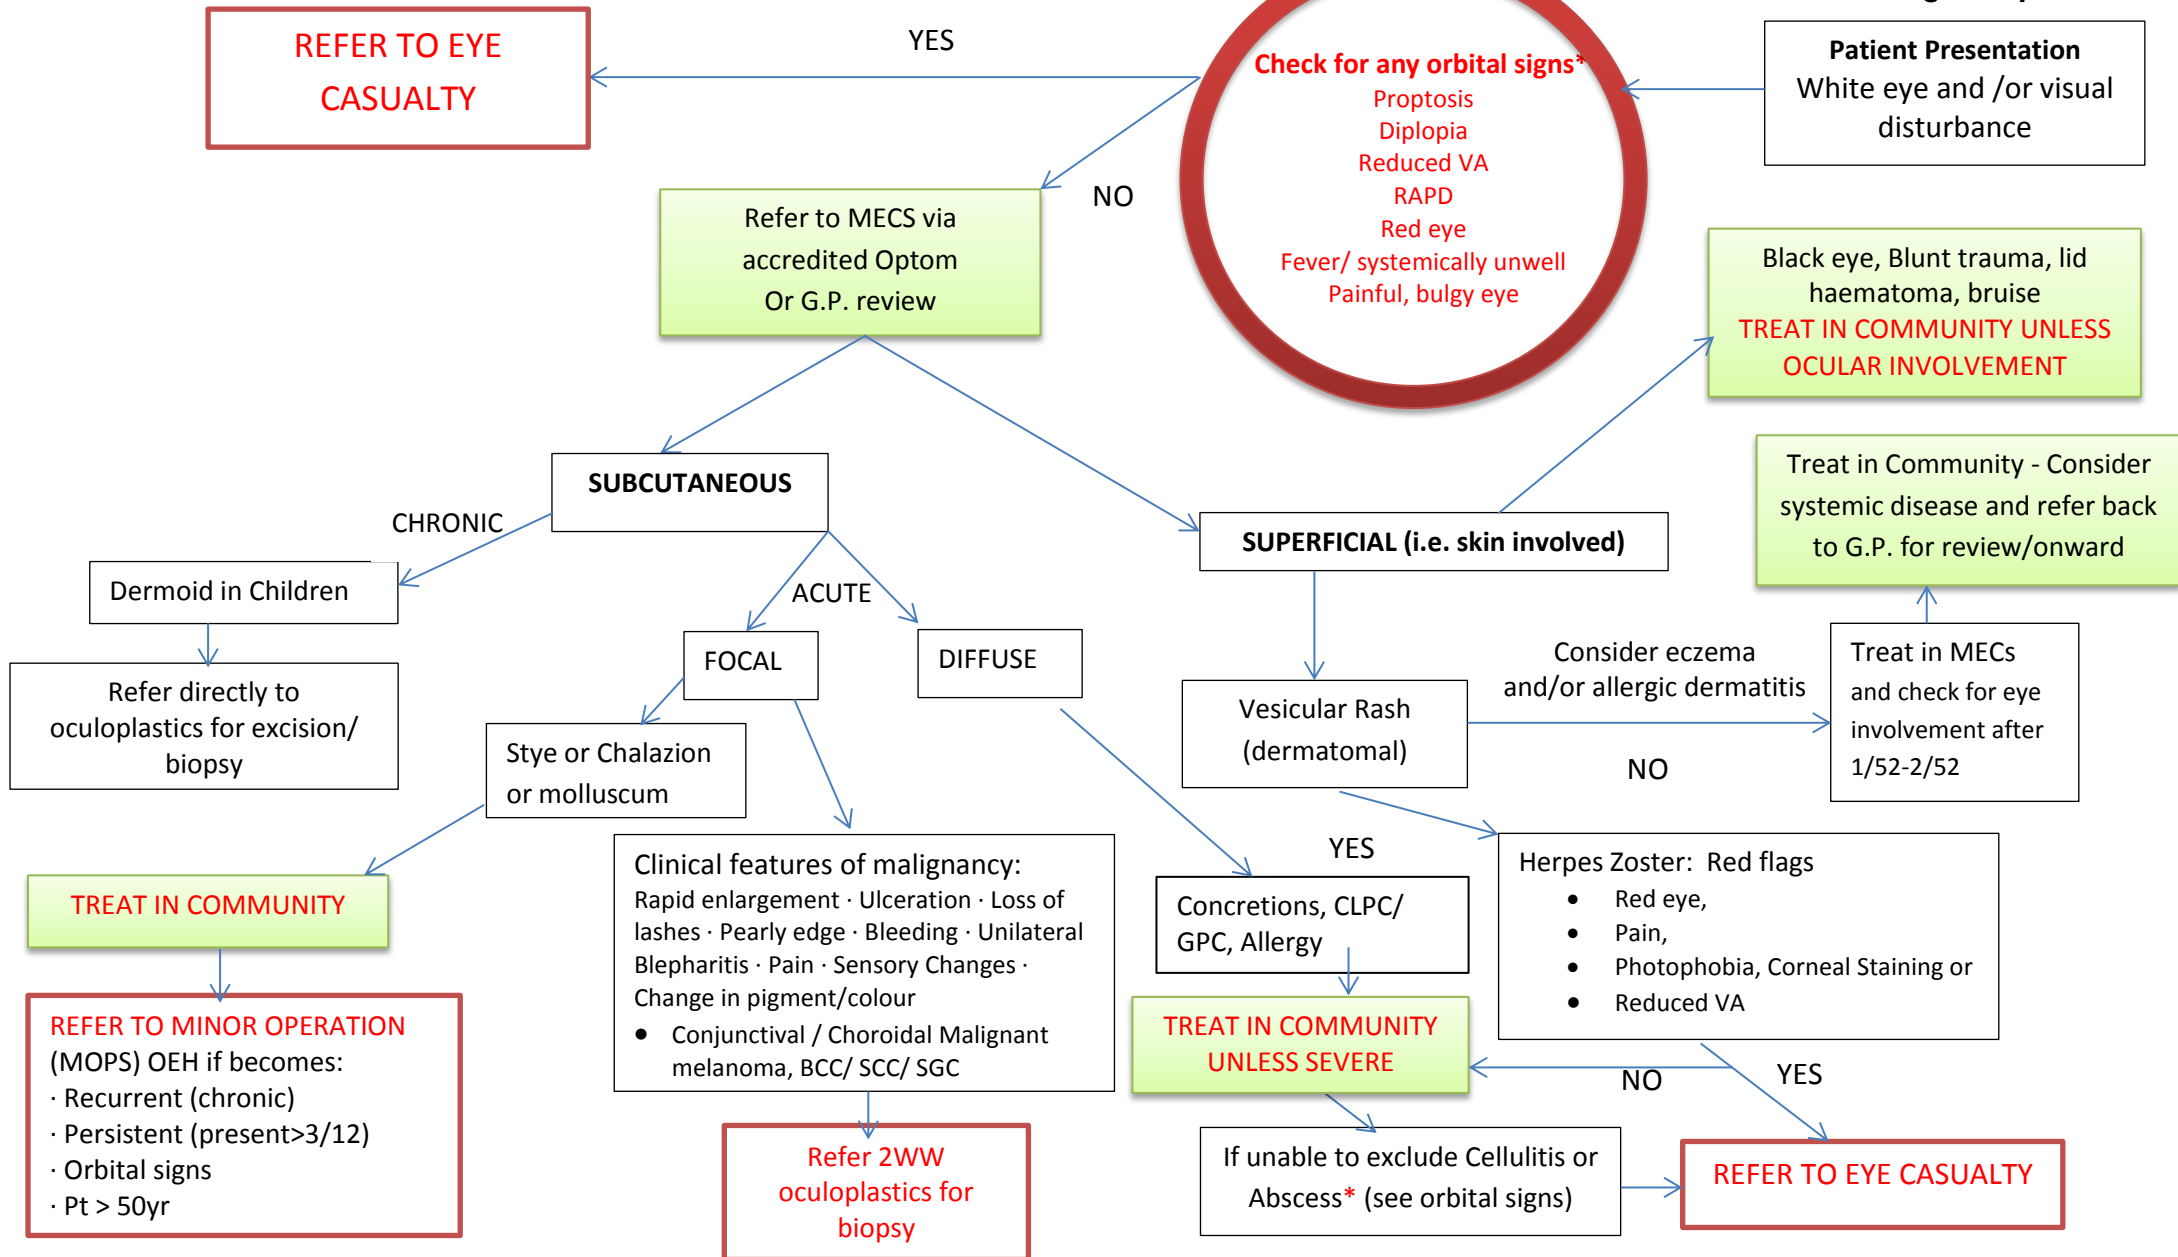 REFER TO EYE
CASUALTY
YES
Check for any orbital signs*
Proptosis
Diplopia
Reduced VA
RAPD
Red eye
Fever/ systemically unwell
Painful, bulgy eye
Patient Presentation
White eye and /or visual
disturbance
NO
Refer to MECS via
accredited Optom
Or G.P. review
Black eye, Blunt trauma, lid
haematoma, bruise
TREAT IN COMMUNITY UNLESS
OCULAR INVOLVEMENT
SUBCUTANEOUS
CHRONIC
SUPERFICIAL (i.e. skin involved)
Treat in Community - Consider
systemic disease and refer back
to G.P. for review/onward
Dermoid in Children
ACUTE
FOCAL
DIFFUSE
Refer directly to
oculoplastics for excision/
biopsy
Stye or Chalazion
or molluscum
Vesicular Rash
(dermatomal)
Consider eczema
and/or allergic dermatitis
NO
Treat in MECs
and check for eye
involvement after
1/52-2/52
TREAT IN COMMUNITY
Clinical features of malignancy:
Rapid enlargement · Ulceration · Loss of
lashes · Pearly edge · Bleeding · Unilateral
Blepharitis · Pain · Sensory Changes ·
Change in pigment/colour
• Conjunctival / Choroidal Malignant
melanoma, BCC/ SCC/ SGC
YES
Concretions, CLPC/
GPC, Allergy
Herpes Zoster: Red flags
• Red eye,
• Pain,
• Photophobia, Corneal Staining or
• Reduced VA
REFER TO MINOR OPERATION
(MOPS) OEH if becomes:
· Recurrent (chronic)
· Persistent (present>3/12)
· Orbital signs
· Pt > 50yr
TREAT IN COMMUNITY
UNLESS SEVERE
NO
YES
Refer 2WW
oculoplastics for
biopsy
If unable to exclude Cellulitis or
Abscess* (see orbital signs)
REFER TO EYE CASUALTY